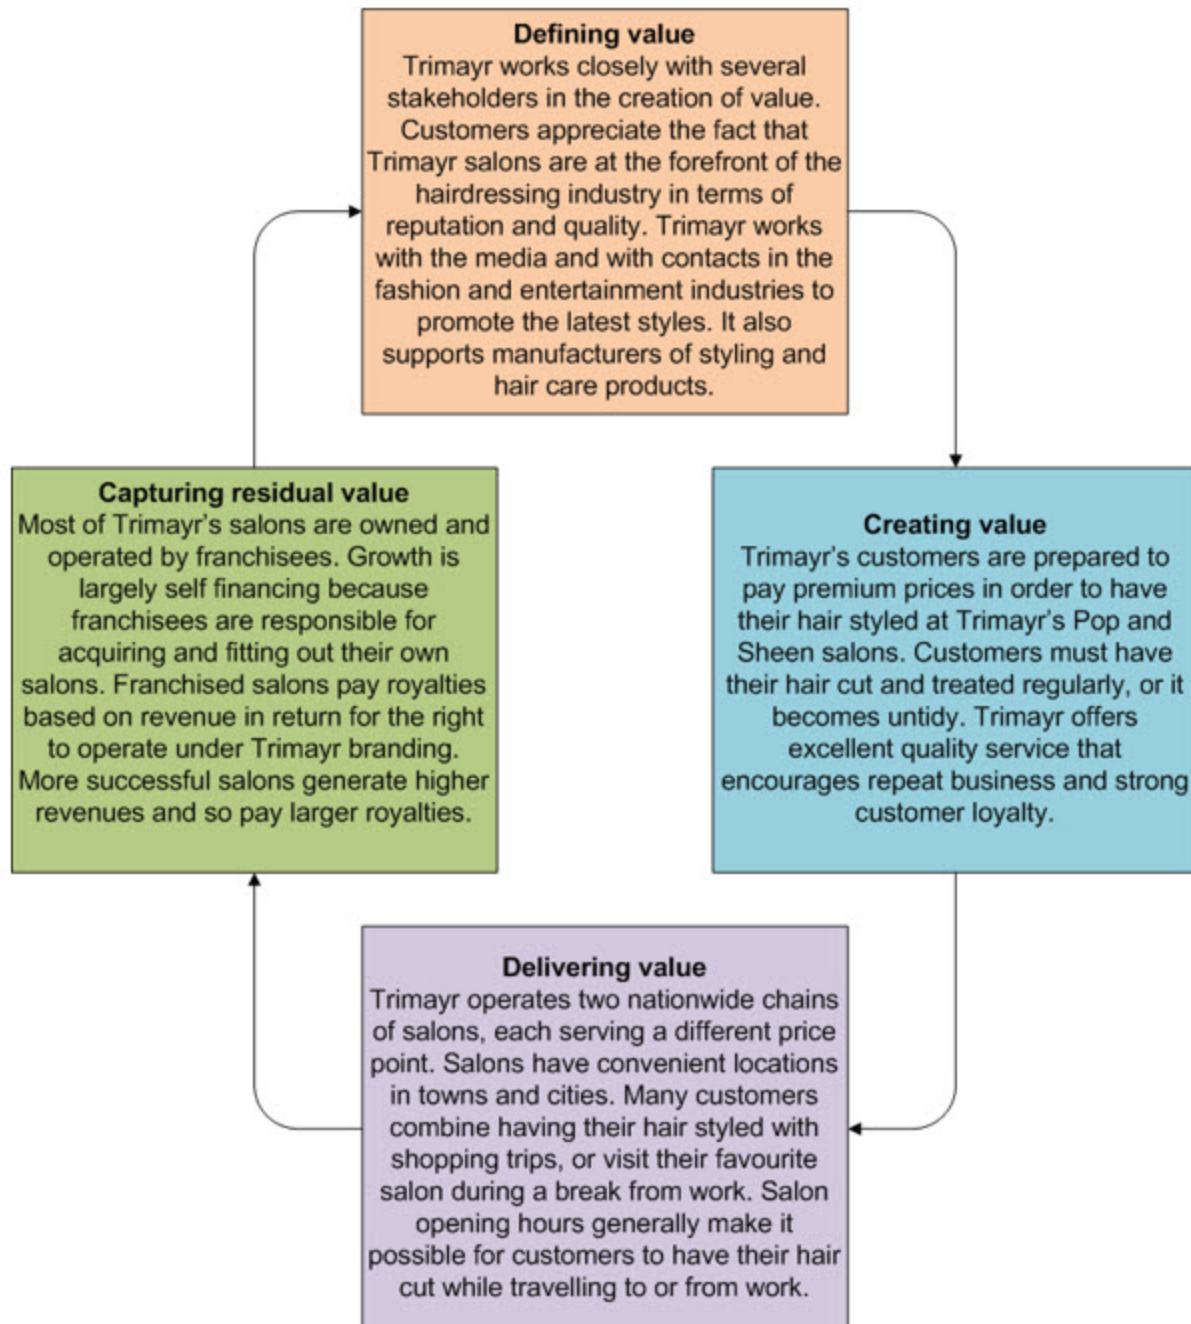 Defining value
Trimayr works closely with several
stakeholders in the creation of value.
Customers appreciate the fact that
Trimayr salons are at the forefront of the
hairdressing industry in terms of
reputation and quality. Trimayr works
with the media and with contacts in the
fashion and entertainment industries to
promote the latest styles. It also
supports manufacturers of styling and
hair care products.
Creating value
Trimayr's customers are prepared to
pay premium prices in order to have
their hair styled at Trimayr's Pop and
Sheen salons. Customers must have
their hair cut and treated regularly, or it
becomes untidy. Trimayr offers
excellent quality service that
encourages repeat business and strong
customer loyalty.
Delivering value
Trimayr operates two nationwide chains
of salons, each serving a different price
point. Salons have convenient locations
in towns and cities. Many customers
combine having their hair styled with
shopping trips, or visit their favourite
salon during a break from work. Salon
opening hours generally make it
possible for customers to have their hair
cut while travelling to or from work.
Capturing residual value
Most of Trimayr's salons are owned and
operated by franchisees. Growth is
largely self financing because
franchisees are responsible for
acquiring and fitting out their own
salons. Franchised salons pay royalties
based on revenue in return for the right
to operate under Trimayr branding.
More successful salons generate higher
revenues and so pay larger royalties.